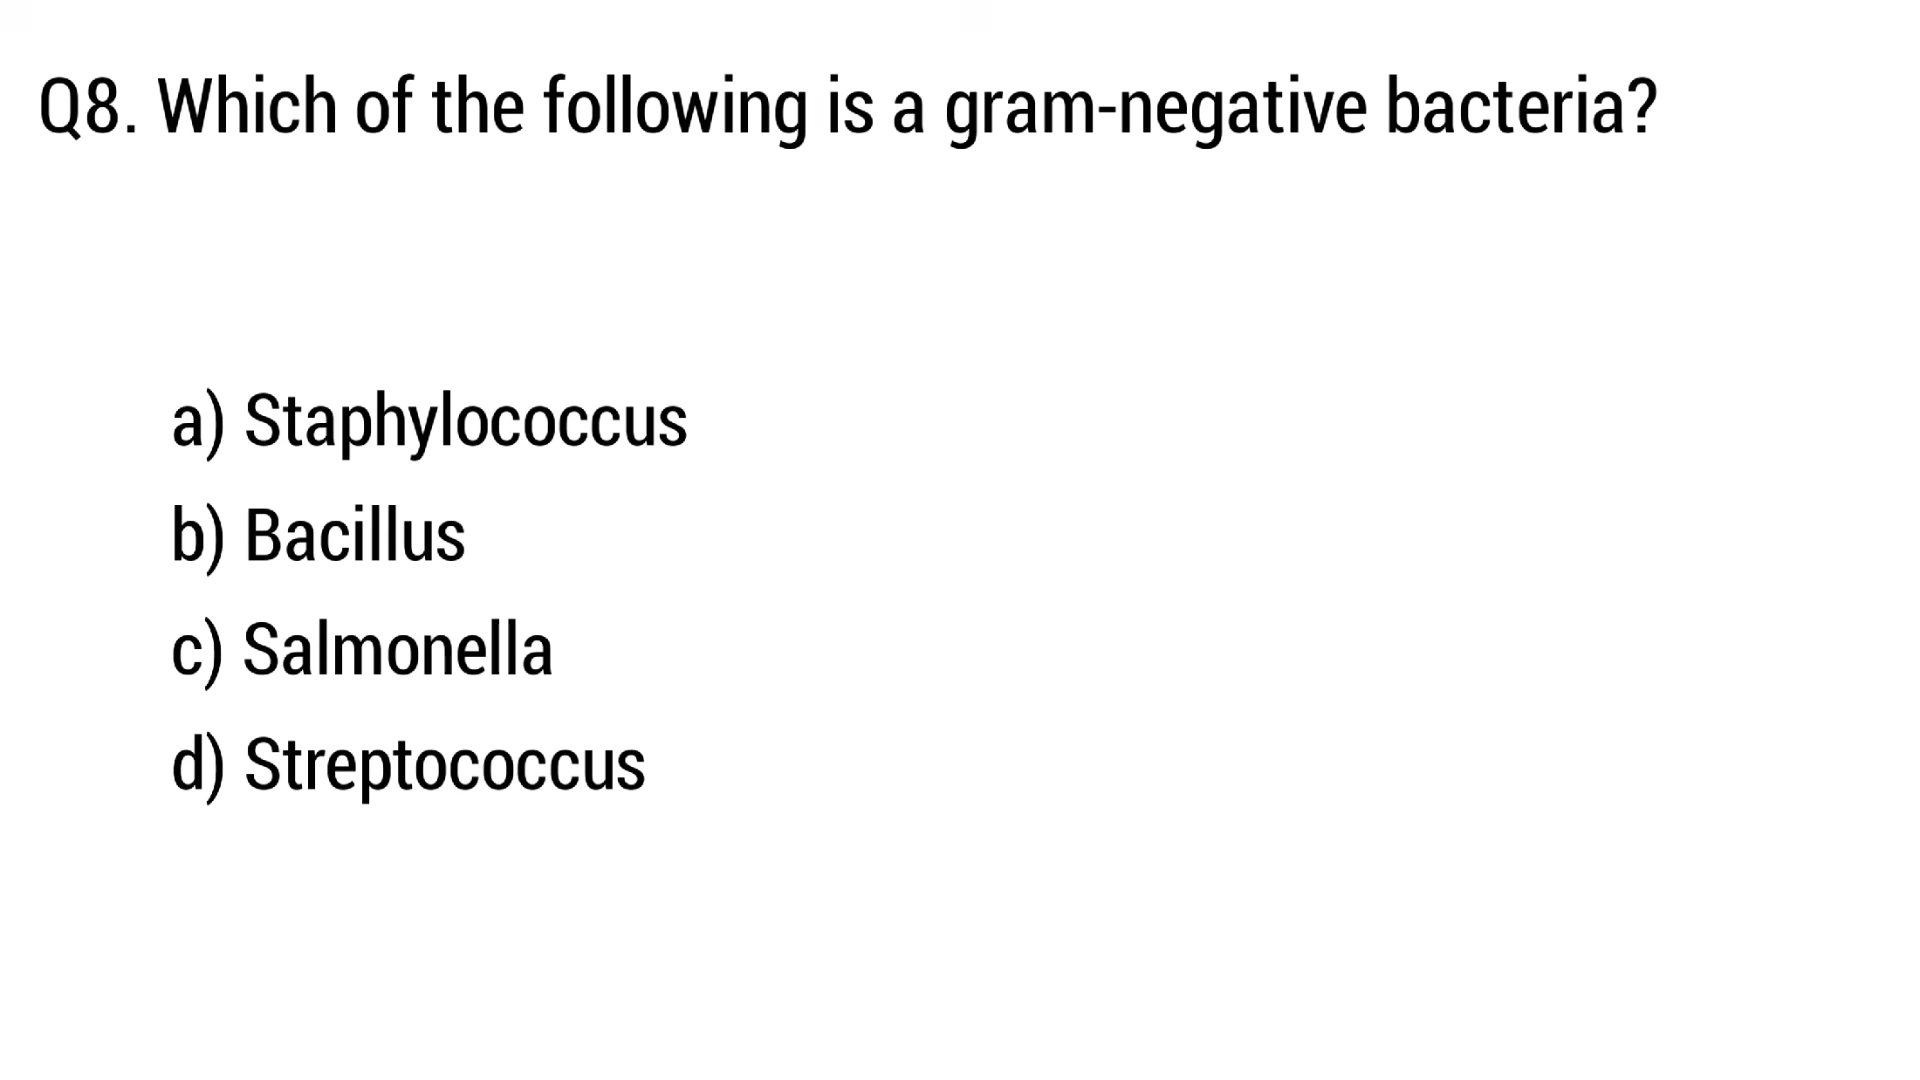 Q8. Which of the following is a gram-negative bacteria?
a) Staphylococcus
b) Bacillus
c) Salmonella
d) Streptococcus